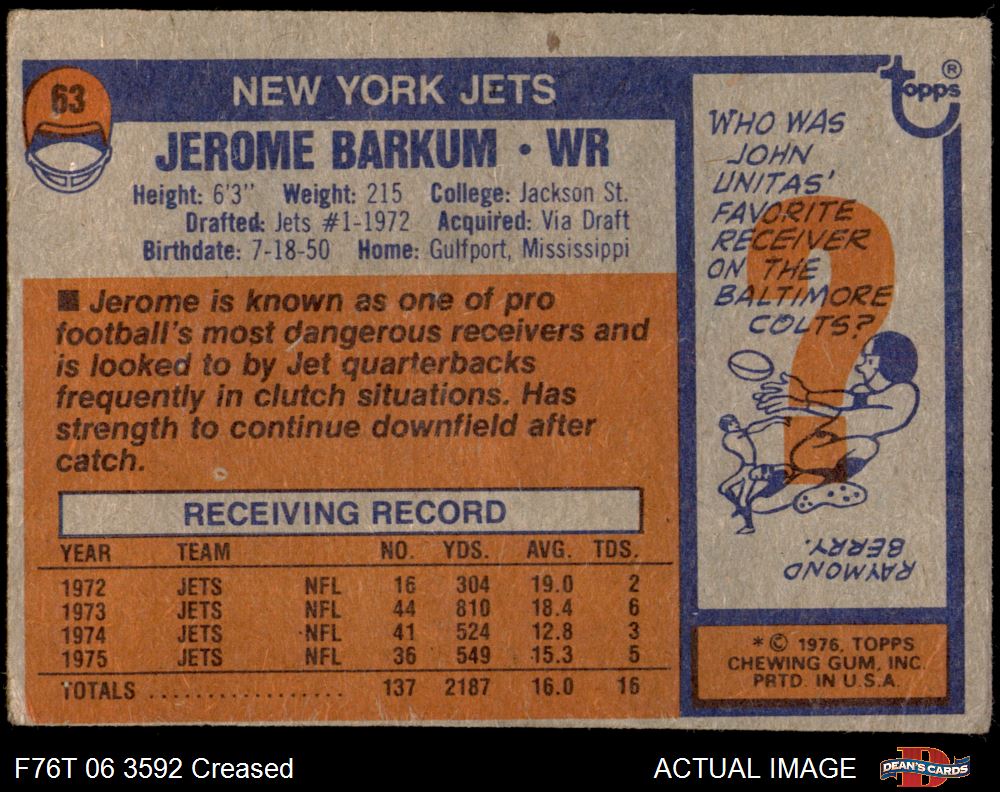 63
NEW YORK JETS
JEROME BARKUM • WR
Height: 6'3" Weight: 215 College: Jackson St.
Drafted: Jets #1-1972 Acquired: Via Draft
Birthdate: 7-18-50 Home: Gulfport, Mississippi
■ Jerome is known as one of pro
football's most dangerous receivers and
is looked to by Jet quarterbacks
frequently in clutch situations. Has
strength to continue downfield after
catch.
RECEIVING RECORD
YEAR TEAM NO. YDS. AVG. TDS.
1972 JETS NFL 16 304 19.0 2
1973 JETS NFL 44 810 18.4 6
1974 JETS NFL 41 524 12.8 3
1975 JETS NFL 36 549 15.3 5
TOTALS .................. 137 2187 16.0 16
Topps ®
WHO WAS
JOHN
UNITAS'
FAVORITE
RECEIVER
ON THE
BALTIMORE
COLTS?
?
RAYMOND
BERRY.
* © 1976, TOPPS
CHEWING GUM, INC.
PRTD. IN U.S.A.
F76T 06 3592 Creased
ACTUAL IMAGE
D
DEAN'S CARDS